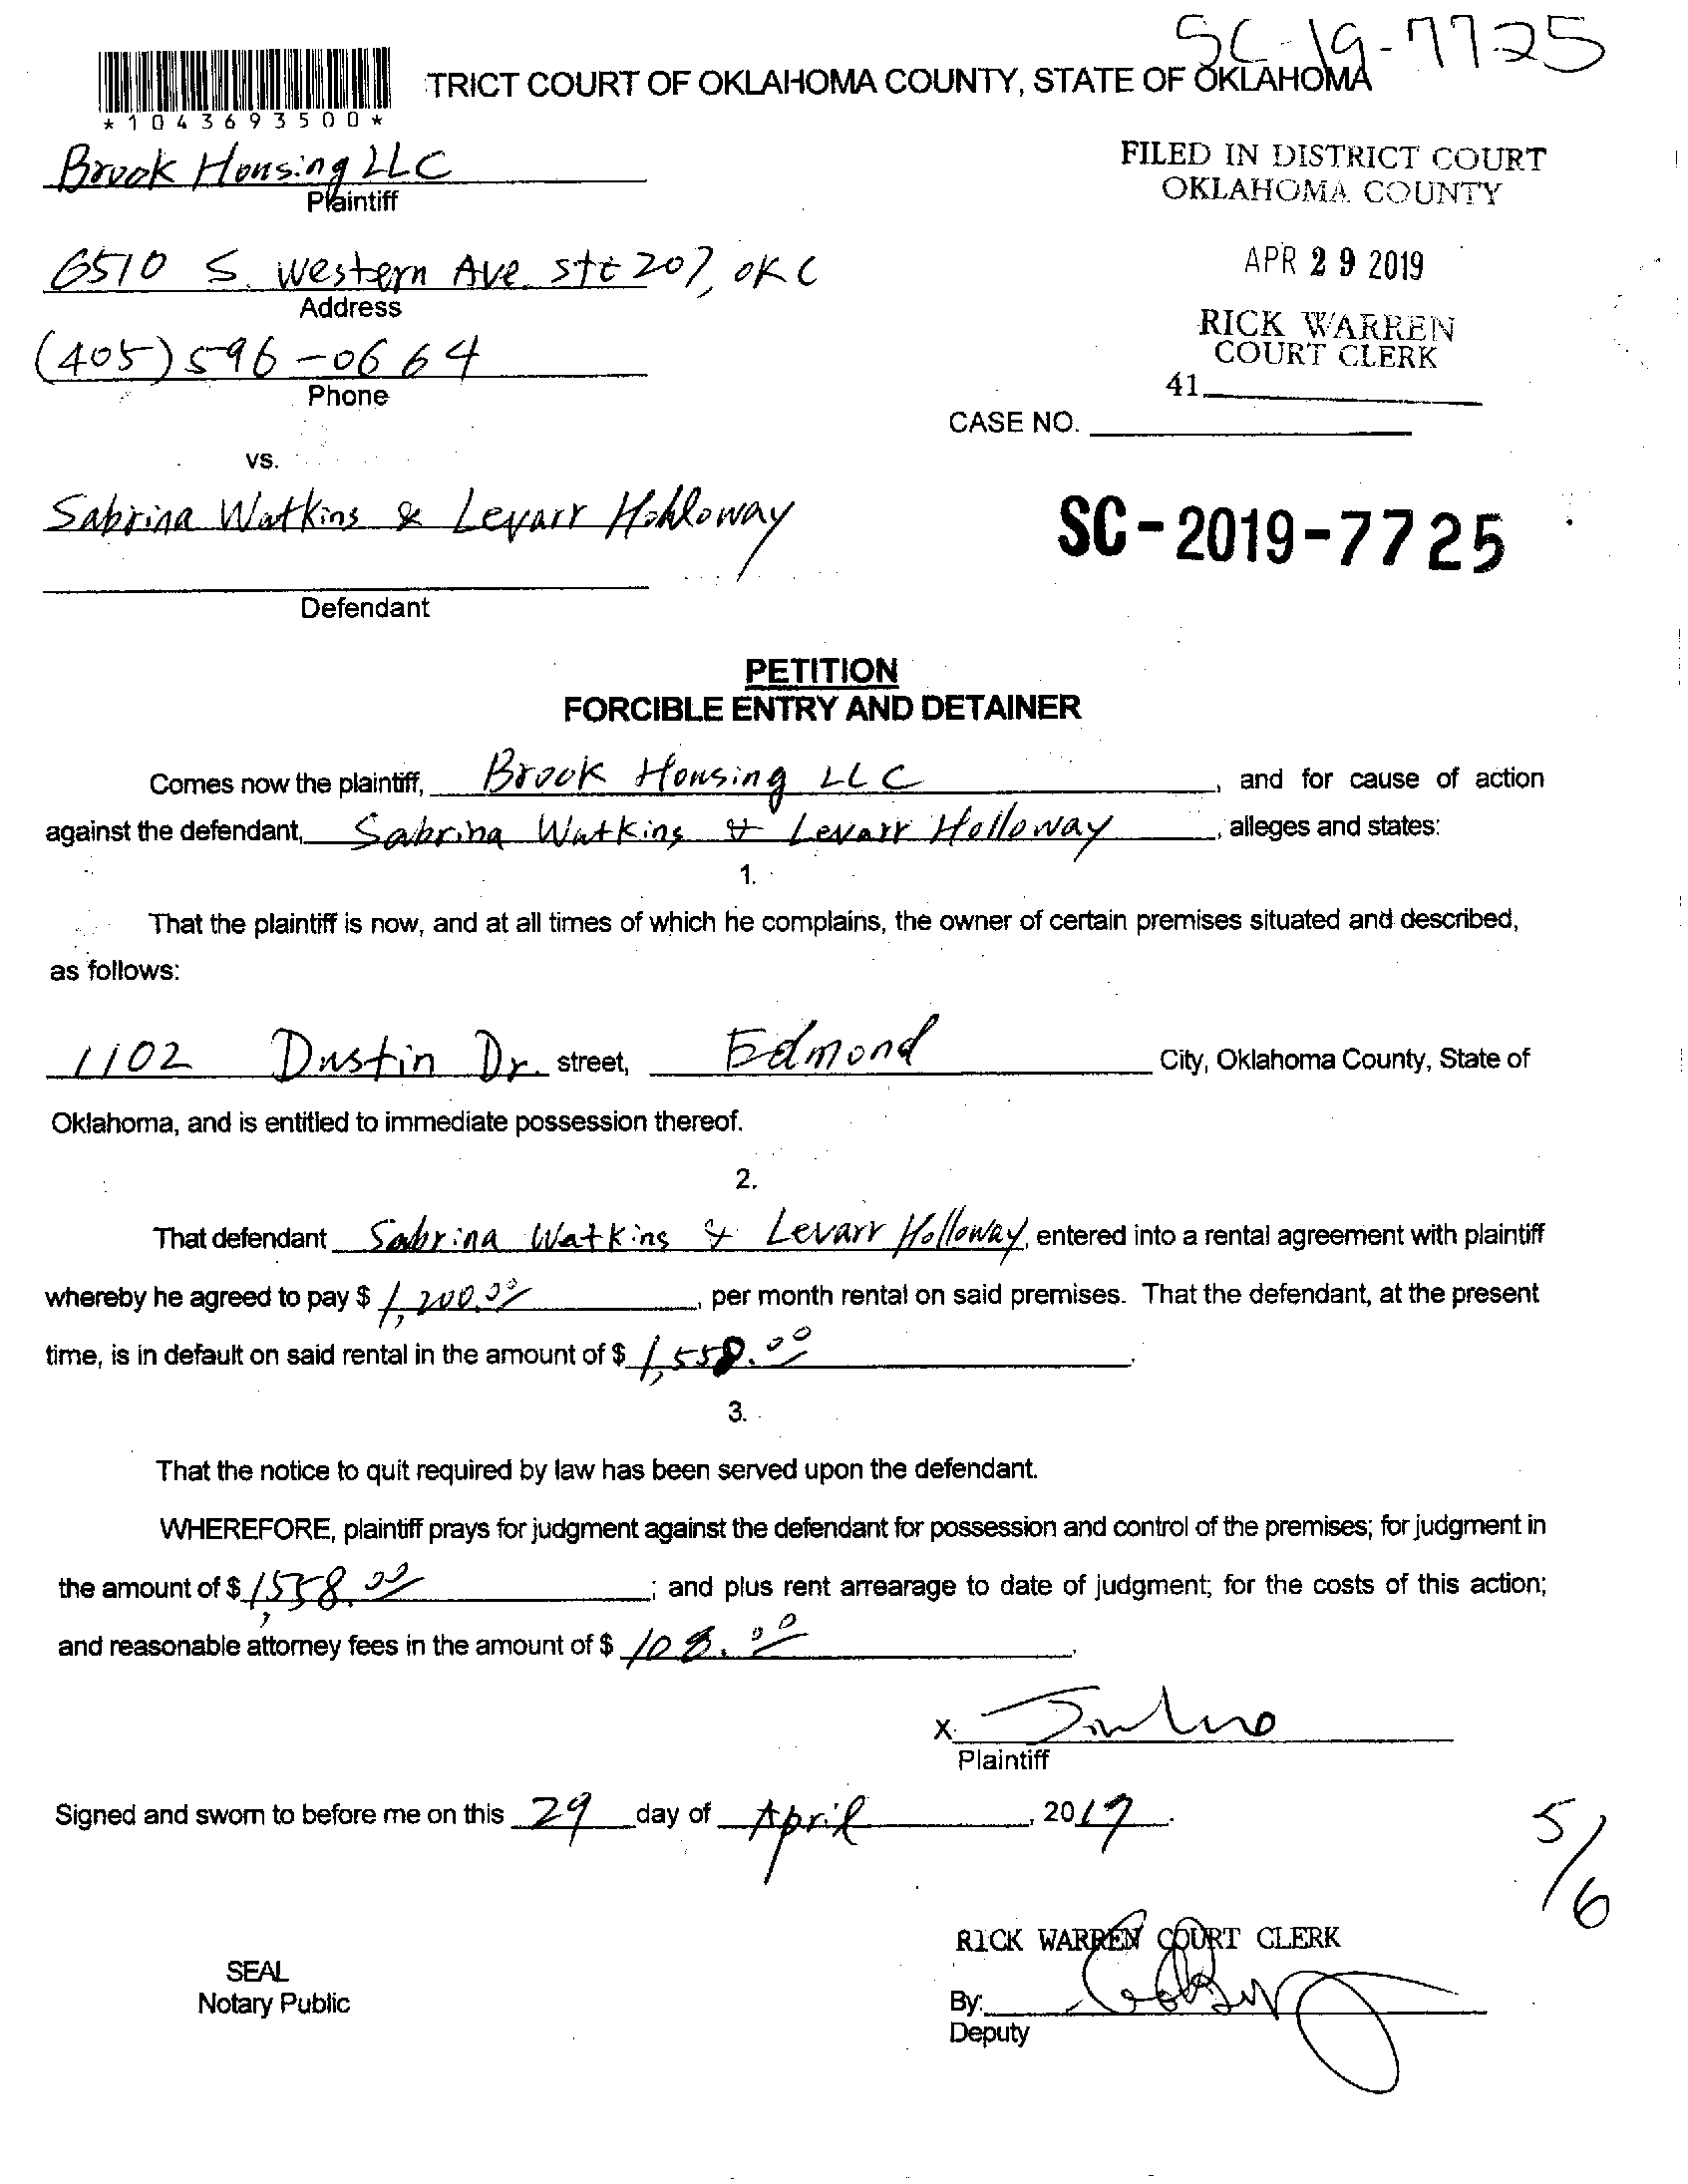 SC-19-7725
TRICT COURT OF OKLAHOMA COUNTY, STATE OF OKLAHOMA
*1043693500*
Brook Housing LLC
Plaintiff
FILED IN DISTRICT COURT
OKLAHOMA COUNTY
6510 S. Western Ave ste 207, OKC
Address
APR 29 2019
(405) 596-0664
Phone
RICK WARREN
COURT CLERK
41
CASE NO.
vs.
Sabrina Watkins & Levarr Holloway
Defendant
SC-2019-7725
PETITION
FORCIBLE ENTRY AND DETAINER
Comes now the plaintiff, Brook Housing LLC, and for cause of action
against the defendant, Sabrina Watkins & Levarr Holloway, alleges and states:
1.
That the plaintiff is now, and at all times of which he complains, the owner of certain premises situated and described,
as follows:
1102 Dustin Dr. street, Edmond City, Oklahoma County, State of
Oklahoma, and is entitled to immediate possession thereof.
2.
That defendant Sabrina Watkins & Levarr Holloway, entered into a rental agreement with plaintiff
whereby he agreed to pay $ 1,200.00, per month rental on said premises. That the defendant, at the present
time, is in default on said rental in the amount of $ 1,558.00.
3.
That the notice to quit required by law has been served upon the defendant.
WHEREFORE, plaintiff prays for judgment against the defendant for possession and control of the premises; for judgment in
the amount of $ 1,558.00; and plus rent arrearage to date of judgment; for the costs of this action;
and reasonable attorney fees in the amount of $ 108.00.
X
Plaintiff
Signed and sworn to before me on this 29 day of April, 2019.
5/6
RICK WARREN COURT CLERK
SEAL
Notary Public
By:
Deputy